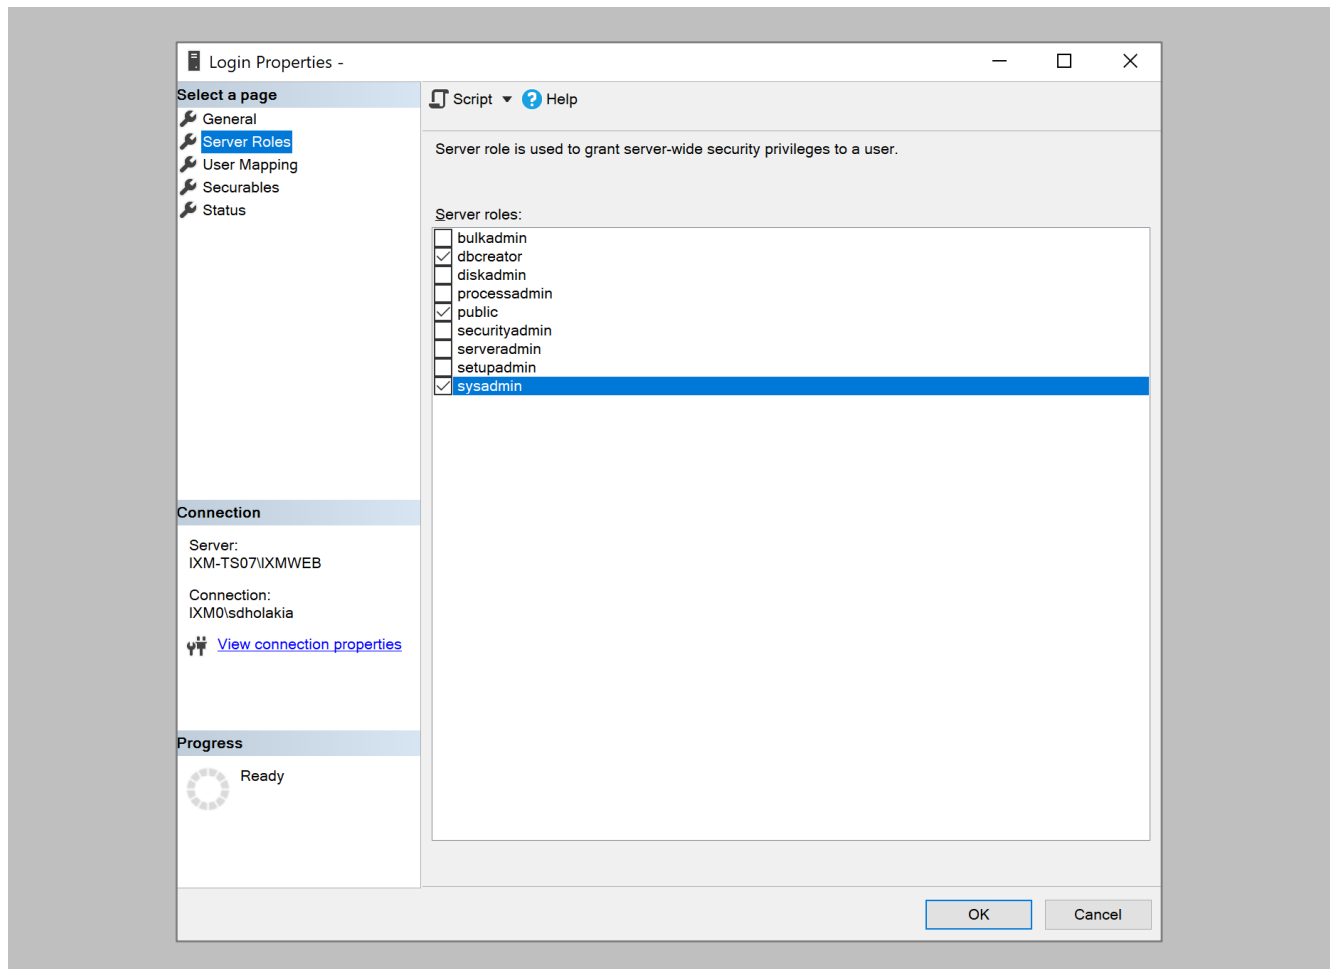 Login Properties -
Select a page
General
Server Roles
User Mapping
Securables
Status
Script
Help
Server role is used to grant server-wide security privileges to a user.
Server roles:
bulkadmin
dbcreator
diskadmin
processadmin
public
securityadmin
serveradmin
setupadmin
sysadmin
Connection
Server:
IXM-TS07\IXMWEB
Connection:
IXM0\sdholakia
View connection properties
Progress
Ready
OK
Cancel